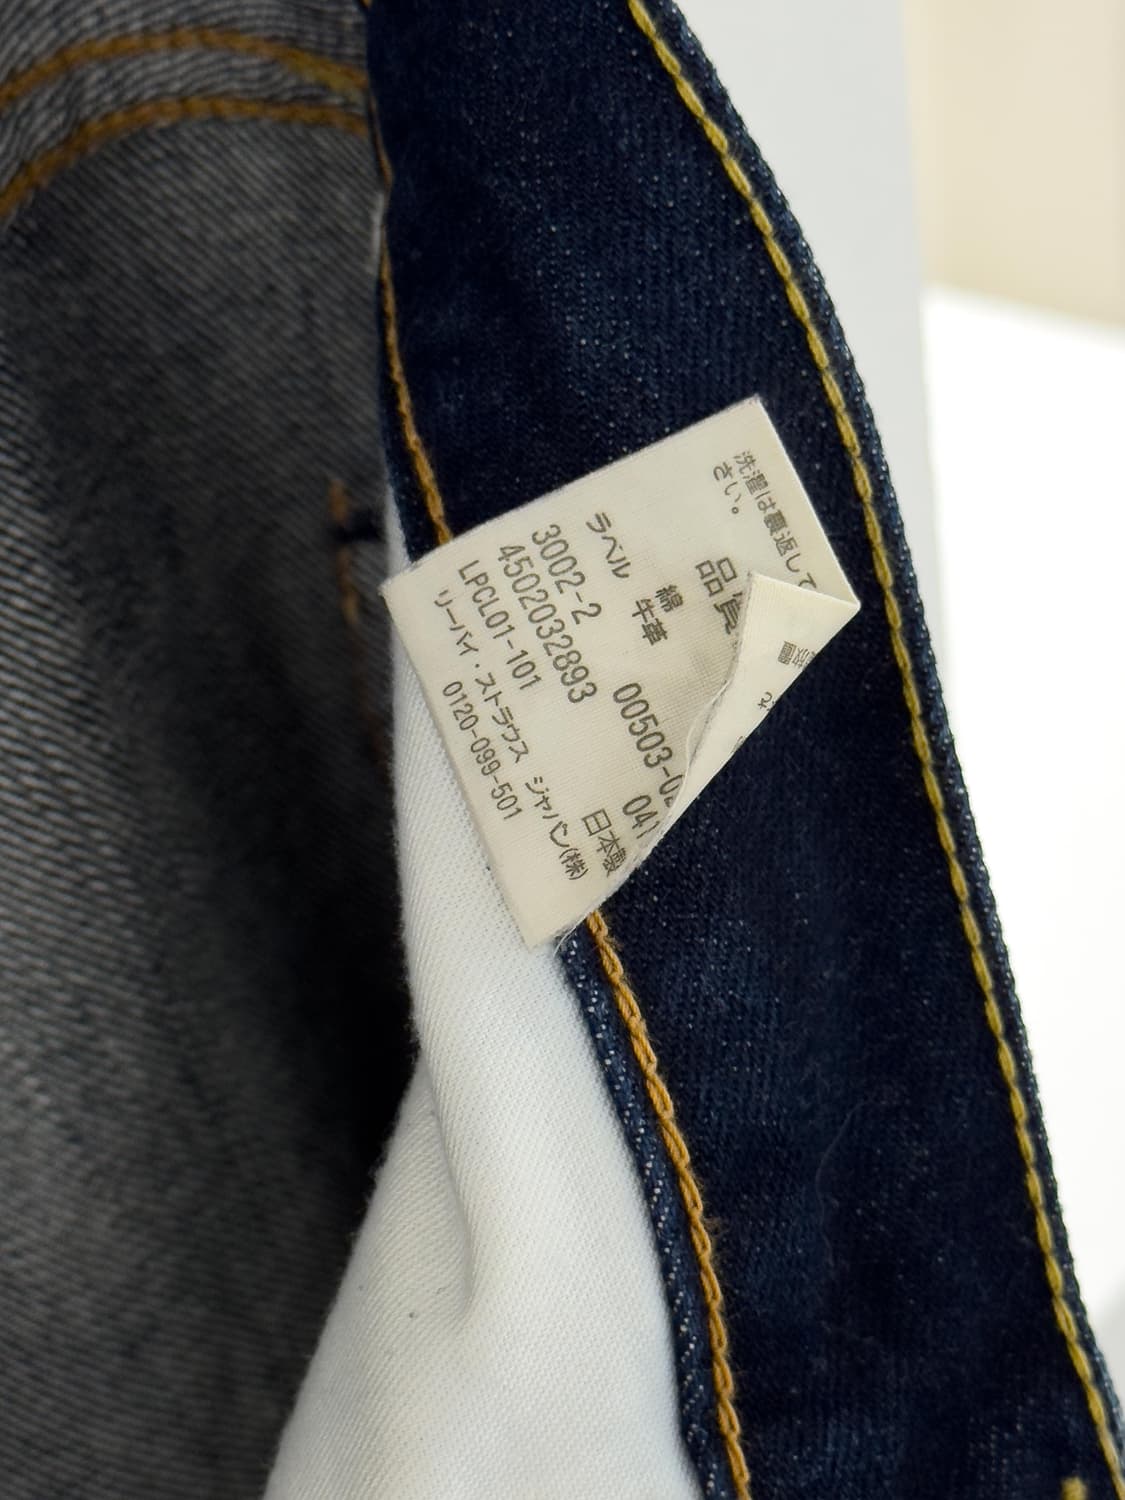 洗濯は裏返して
さい。
品質
綿
ラベル 牛革
00503-0
3002-2 04
4502032893
LPCL01-101 日本製
リーバイ・ストラウス ジャパン(株)
0120-099-501